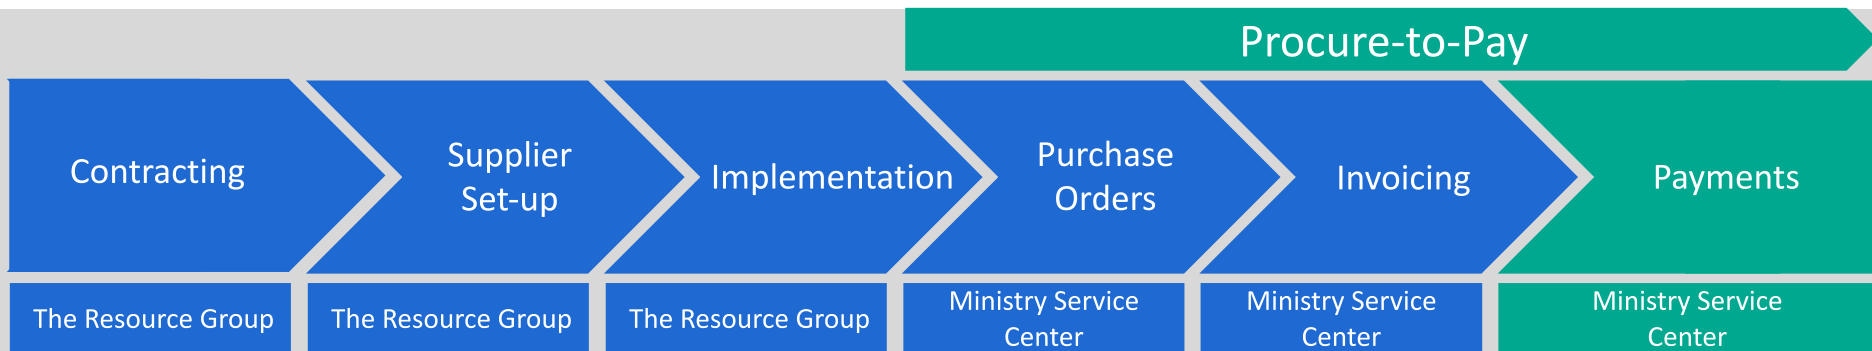 Procure-to-Pay
Contracting
Supplier
Set-up
Implementation
Purchase
Orders
Invoicing
Payments
The Resource Group
The Resource Group
The Resource Group
Ministry Service
Center
Ministry Service
Center
Ministry Service
Center